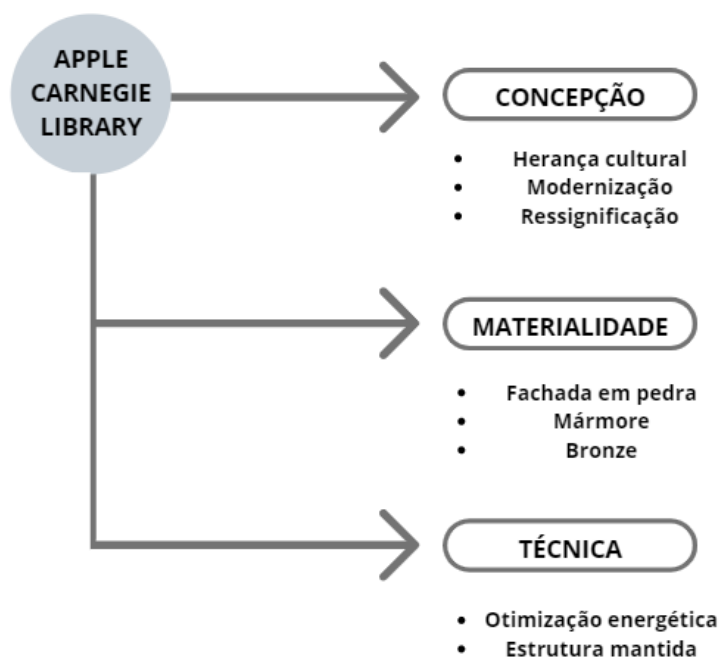 APPLE
CARNEGIE
LIBRARY
CONCEPÇÃO
• Herança cultural
• Modernização
• Ressignificação
MATERIALIDADE
• Fachada em pedra
• Mármore
• Bronze
TÉCNICA
• Otimização energética
• Estrutura mantida